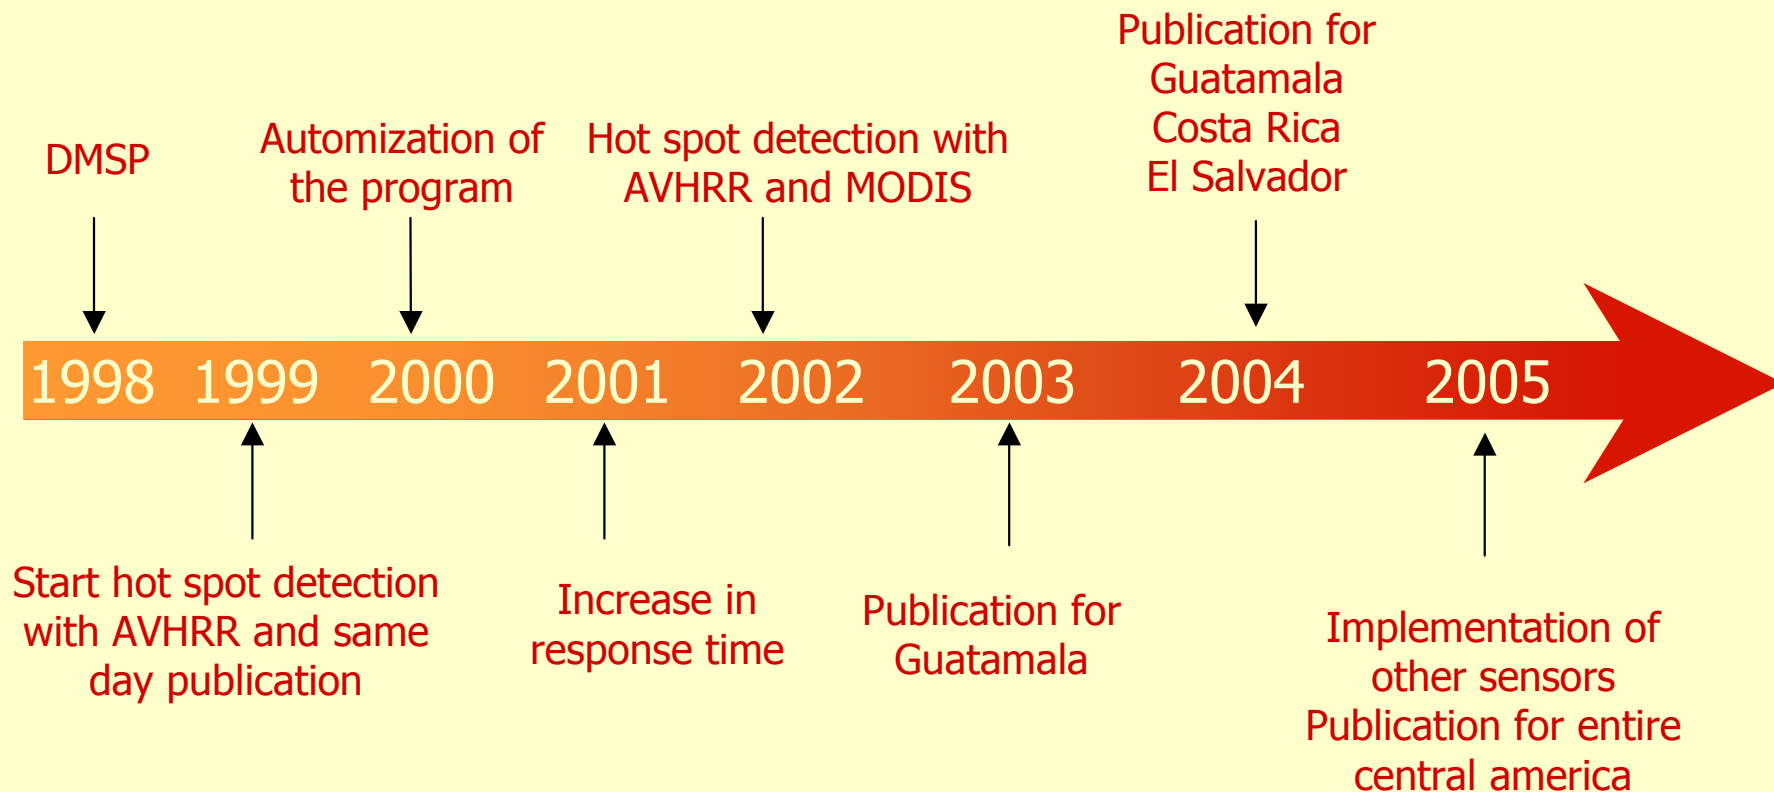 DMSP
Automization of
the program
Hot spot detection with
AVHRR and MODIS
Publication for
Guatamala
Costa Rica
El Salvador
1998 1999 2000 2001 2002 2003 2004 2005
Start hot spot detection
with AVHRR and same
day publication
Increase in
response time
Publication for
Guatamala
Implementation of
other sensors
Publication for entire
central america